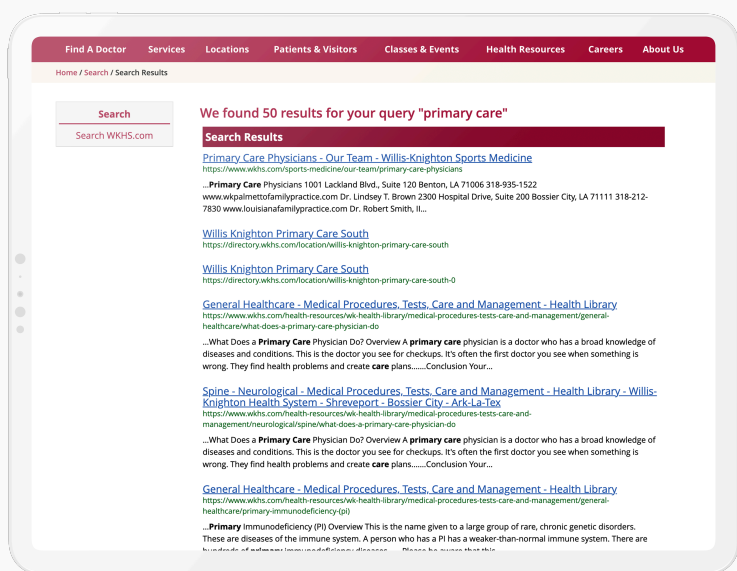 Find A Doctor Services Locations Patients & Visitors Classes & Events Health Resources Careers About Us
Home / Search / Search Results
Search
Search WKHS.com
We found 50 results for your query "primary care"
Search Results
Primary Care Physicians - Our Team - Willis-Knighton Sports Medicine
https://www.wkhs.com/sports-medicine/our-team/primary-care-physicians
...Primary Care Physicians 1001 Lackland Blvd., Suite 120 Benton, LA 71006 318-935-1522
www.wkpalmettofamilypractice.com Dr. Lindsey T. Brown 2300 Hospital Drive, Suite 200 Bossier City, LA 71111 318-212-
7830 www.louisianafamilypractice.com Dr. Robert Smith, II...
Willis Knighton Primary Care South
https://directory.wkhs.com/location/willis-knighton-primary-care-south
Willis Knighton Primary Care South
https://directory.wkhs.com/location/willis-knighton-primary-care-south-0
General Healthcare - Medical Procedures, Tests, Care and Management - Health Library
https://www.wkhs.com/health-resources/wk-health-library/medical-procedures-tests-care-and-management/general-
healthcare/what-does-a-primary-care-physician-do
...What Does a Primary Care Physician Do? Overview A primary care physician is a doctor who has a broad knowledge of
diseases and conditions. This is the doctor you see for checkups. It's often the first doctor you see when something is
wrong. They find health problems and create care plans.......Conclusion Your...
Spine - Neurological - Medical Procedures, Tests, Care and Management - Health Library - Willis-
Knighton Health System - Shreveport - Bossier City - Ark-La-Tex
https://www.wkhs.com/health-resources/wk-health-library/medical-procedures-tests-care-and-
management/neurological/spine/what-does-a-primary-care-physician-do
...What Does a Primary Care Physician Do? Overview A primary care physician is a doctor who has a broad knowledge of
diseases and conditions. This is the doctor you see for checkups. It's often the first doctor you see when something is
wrong. They find health problems and create care plans.......Conclusion Your...
General Healthcare - Medical Procedures, Tests, Care and Management - Health Library
https://www.wkhs.com/health-resources/wk-health-library/medical-procedures-tests-care-and-management/general-
healthcare/primary-immunodeficiency-(pi)
...Primary Immunodeficiency (PI) Overview This is the name given to a large group of rare, chronic genetic disorders.
These are diseases of the immune system. A person who has a PI has a weaker-than-normal immune system. There are
hundreds of primary immunodeficiency diseases.......Please be aware that this